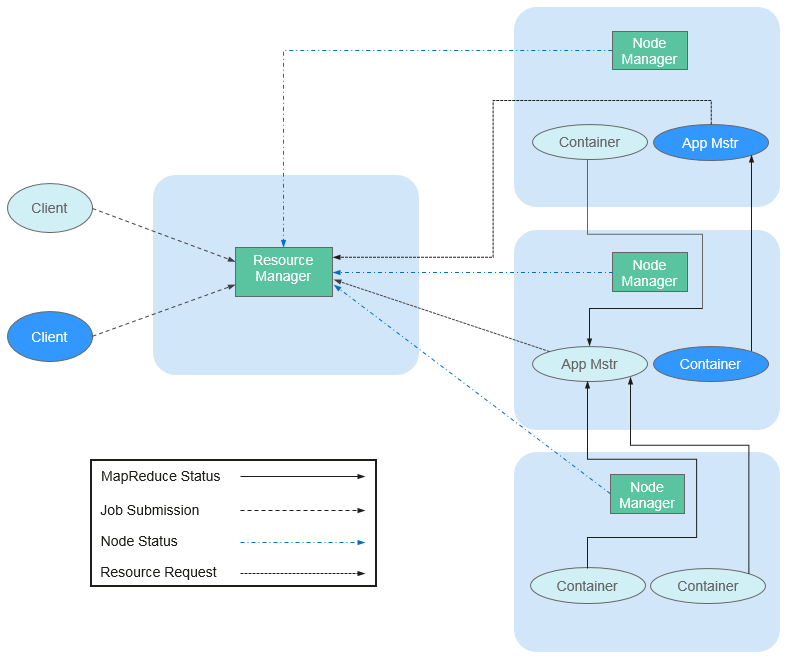 Node
Manager
Container
App Mstr
Client
Resource
Manager
Node
Manager
Client
App Mstr
Container
MapReduce Status
Job Submission
Node Status
Resource Request
Node
Manager
Container
Container